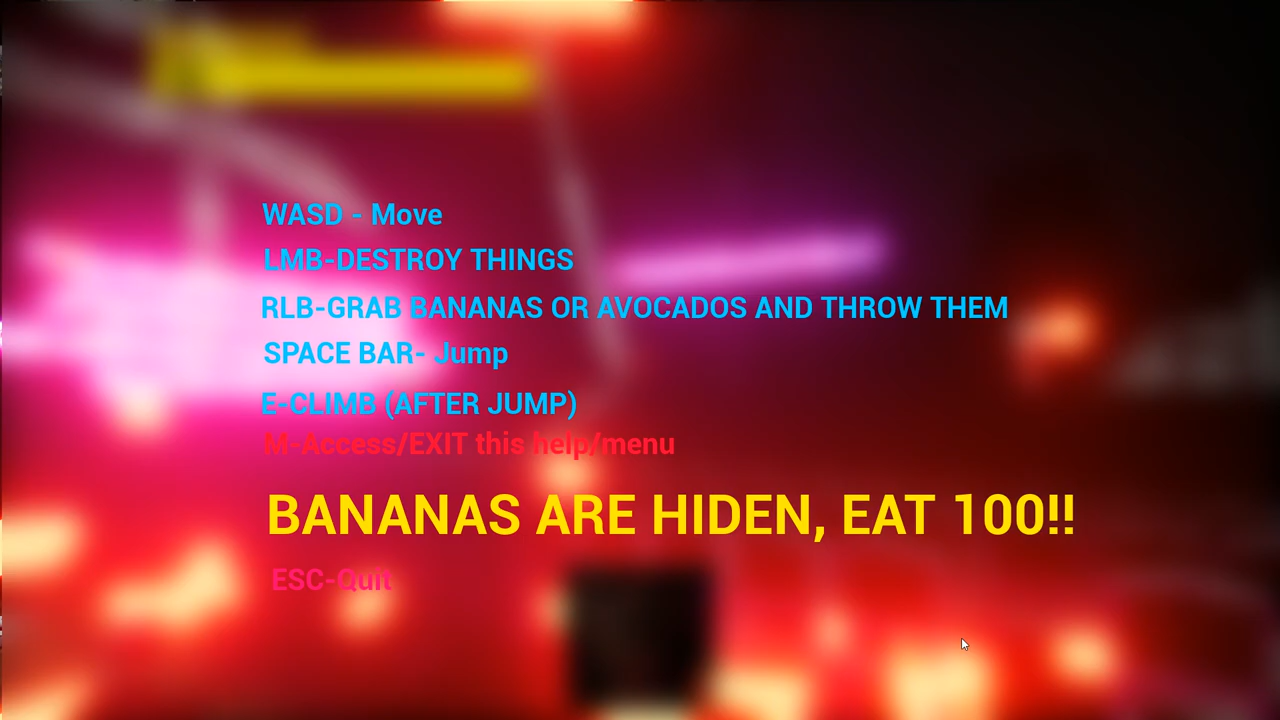 WASD - Move
LMB-DESTROY THINGS
RLB-GRAB BANANAS OR AVOCADOS AND THROW THEM
SPACE BAR- Jump
E-CLIMB (AFTER JUMP)
M-Access/EXIT this help/menu
BANANAS ARE HIDEN, EAT 100!!
ESC-Quit